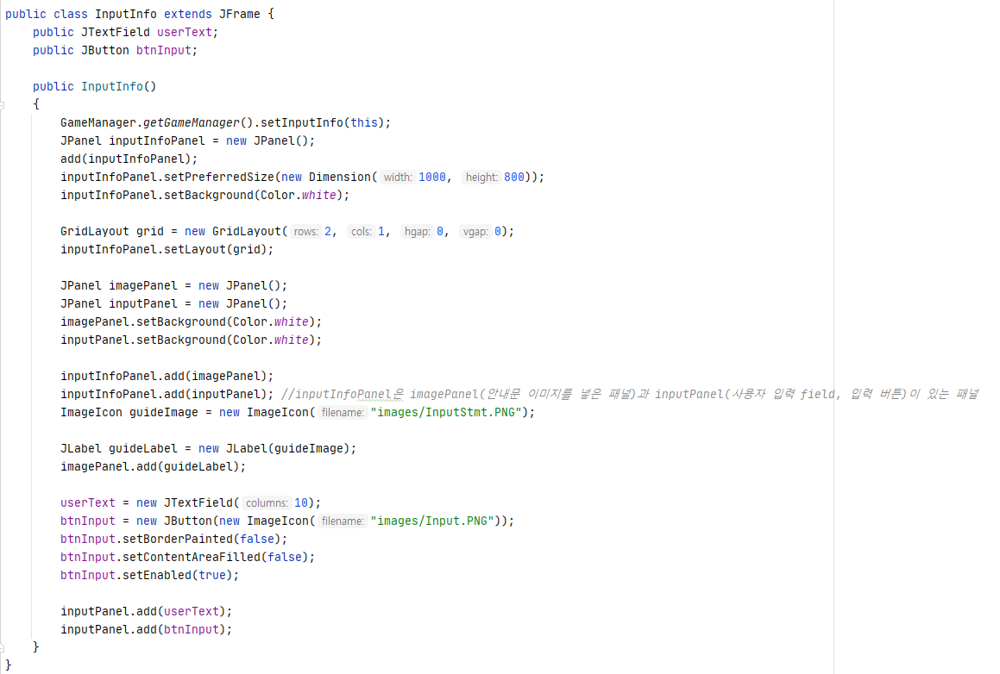 public class InputInfo extends JFrame {
    public JTextField userText;
    public JButton btnInput;

    public InputInfo()
    {
        GameManager.getGameManager().setInputInfo(this);
        JPanel inputInfoPanel = new JPanel();
        add(inputInfoPanel);
        inputInfoPanel.setPreferredSize(new Dimension( width: 1000, height: 800));
        inputInfoPanel.setBackground(Color.white);

        GridLayout grid = new GridLayout( rows: 2, cols: 1, hgap: 0, vgap: 0);
        inputInfoPanel.setLayout(grid);

        JPanel imagePanel = new JPanel();
        JPanel inputPanel = new JPanel();
        imagePanel.setBackground(Color.white);
        inputPanel.setBackground(Color.white);

        inputInfoPanel.add(imagePanel);
        inputInfoPanel.add(inputPanel); //inputInfoPanel은 imagePanel(안내문 이미지를 넣은 패널)과 inputPanel(사용자 입력 field, 입력 버튼)이 있는 패널
        ImageIcon guideImage = new ImageIcon( filename: "images/InputStmt.PNG");

        JLabel guideLabel = new JLabel(guideImage);
        imagePanel.add(guideLabel);

        userText = new JTextField( columns: 10);
        btnInput = new JButton(new ImageIcon( filename: "images/Input.PNG"));
        btnInput.setBorderPainted(false);
        btnInput.setContentAreaFilled(false);
        btnInput.setEnabled(true);

        inputPanel.add(userText);
        inputPanel.add(btnInput);
    }
}